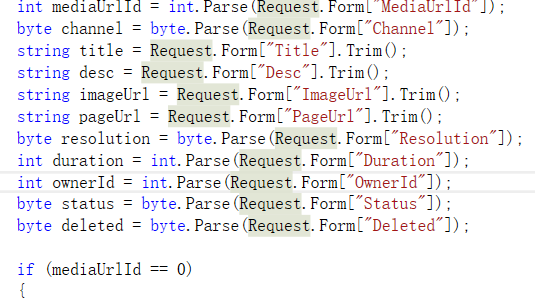 int mediaUrlId = int.Parse(Request.Form["MediaUrlId"]);
byte channel = byte.Parse(Request.Form["Channel"]);
string title = Request.Form["Title"].Trim();
string desc = Request.Form["Desc"].Trim();
string imageUrl = Request.Form["ImageUrl"].Trim();
string pageUrl = Request.Form["PageUrl"].Trim();
byte resolution = byte.Parse(Request.Form["Resolution"]);
int duration = int.Parse(Request.Form["Duration"]);
int ownerId = int.Parse(Request.Form["OwnerId"]);
byte status = byte.Parse(Request.Form["Status"]);
byte deleted = byte.Parse(Request.Form["Deleted"]);
if (mediaUrlId == 0)
{